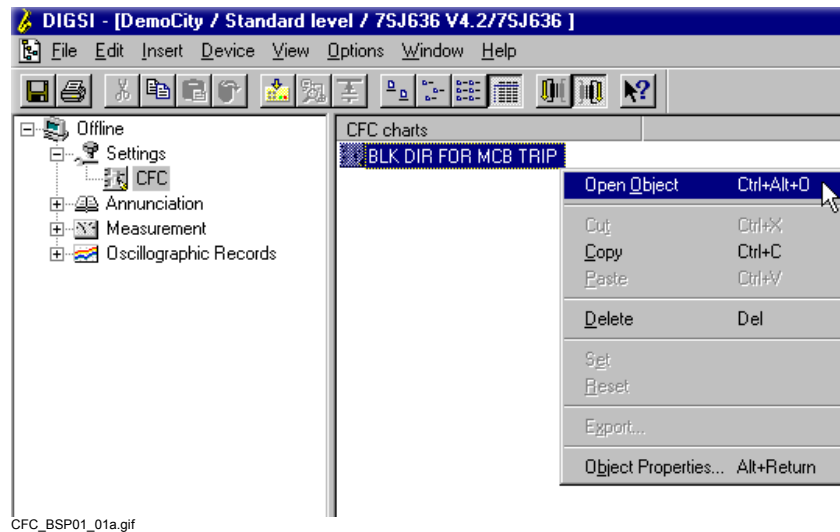 DIGSI - [DemoCity / Standard level / 7SJ636 V4.2/7SJ636 ]
File Edit Insert Device View Options Window Help
Offline
Settings
CFC
Annunciation
Measurement
Oscillographic Records
CFC charts
BLK DIR FOR MCB TRIP
Open Object Ctrl+Alt+O
Cut Ctrl+X
Copy Ctrl+C
Paste Ctrl+V
Delete Del
Set
Reset
Export...
Object Properties... Alt+Return
CFC_BSP01_01a.gif